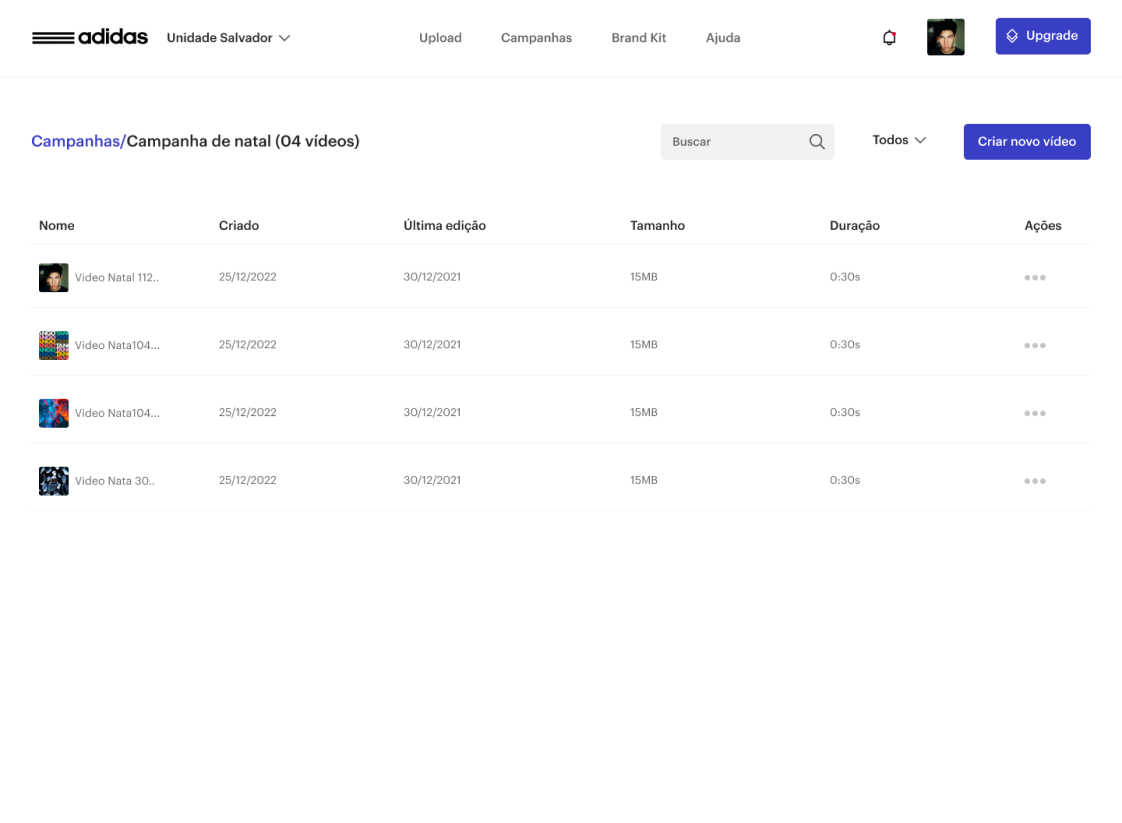 adidas Unidade Salvador Upload Campanhas Brand Kit Ajuda Upgrade
Campanhas/Campanha de natal (04 vídeos) Buscar Todos Criar novo vídeo
Nome Criado Última edição Tamanho Duração Ações
Video Natal 112.. 25/12/2022 30/12/2021 15MB 0:30s
Video Nata104... 25/12/2022 30/12/2021 15MB 0:30s
Video Nata104... 25/12/2022 30/12/2021 15MB 0:30s
Video Nata 30.. 25/12/2022 30/12/2021 15MB 0:30s